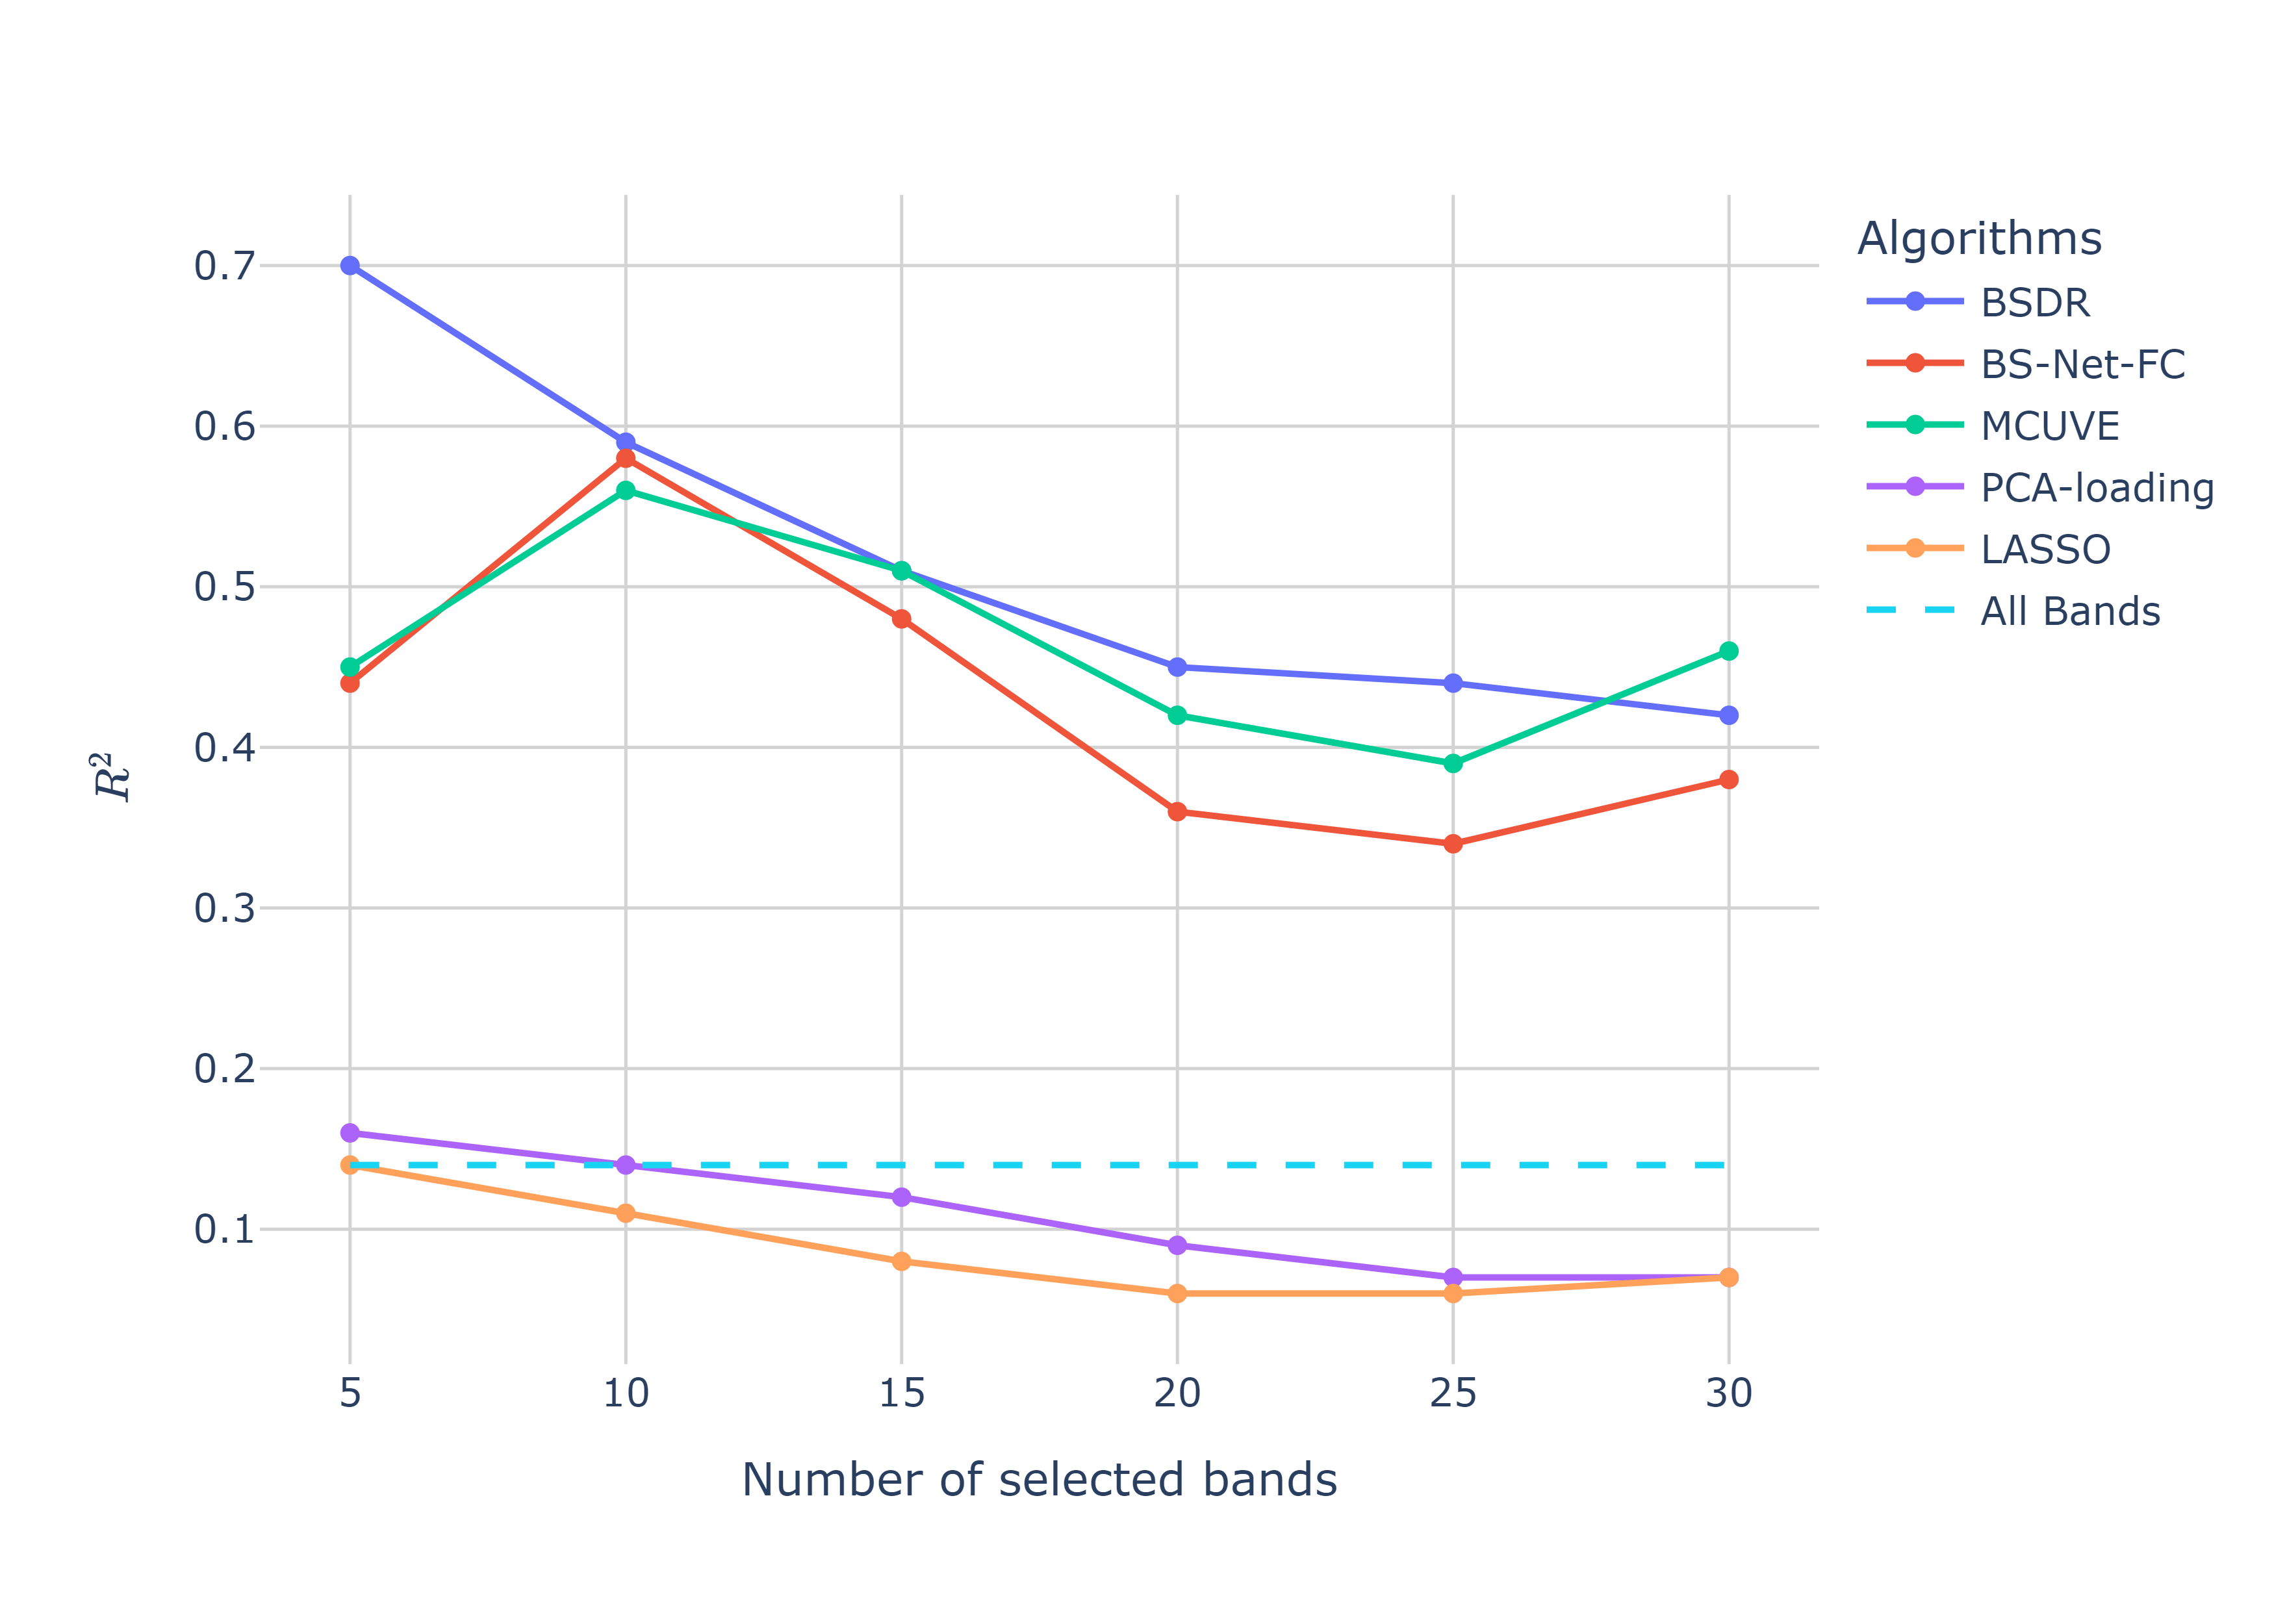 0.7
0.6
0.5
0.4
0.3
0.2
0.1
R²
5 10 15 20 25 30
Number of selected bands
Algorithms
BSDR
BS-Net-FC
MCUVE
PCA-loading
LASSO
All Bands